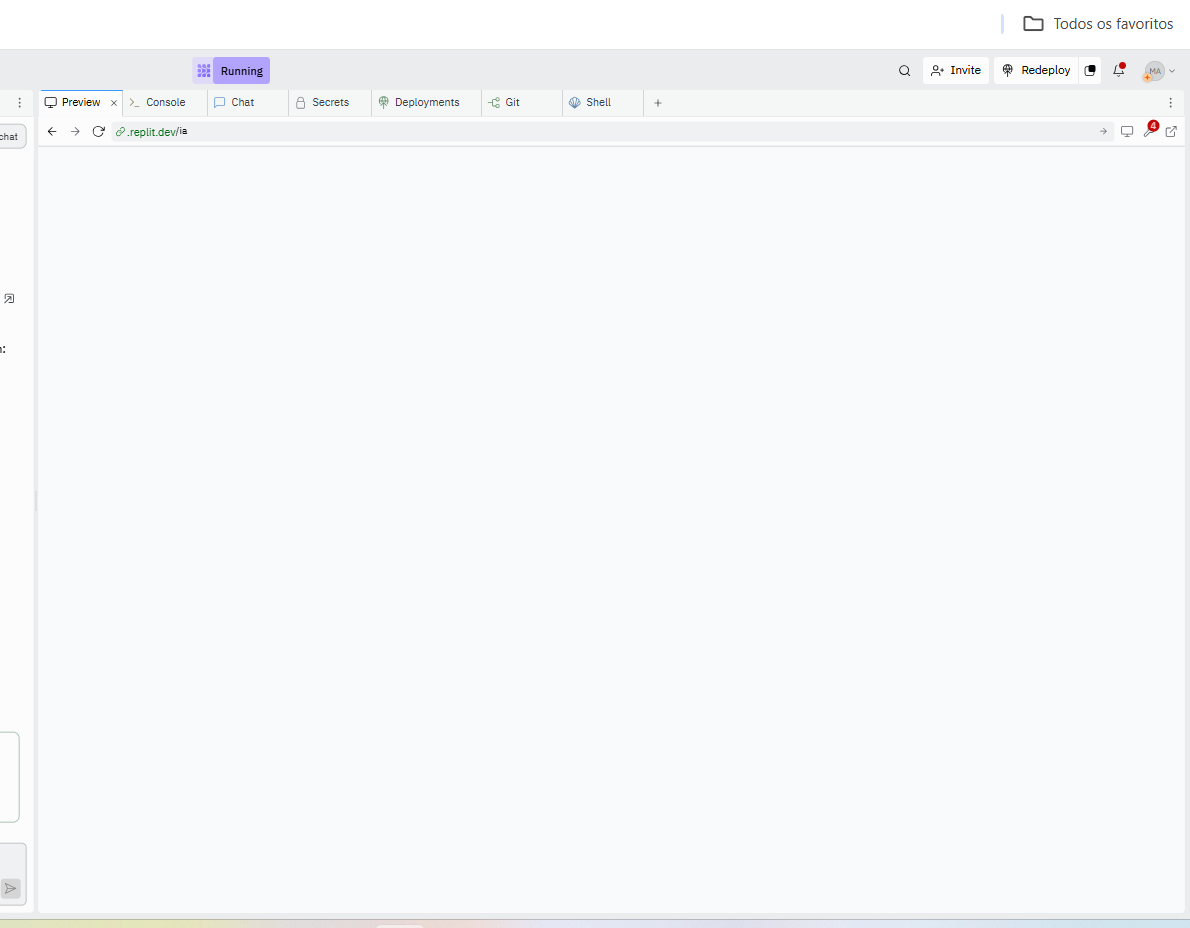 Todos os favoritos
Running
Invite
Redeploy
MA
Preview
Console
Chat
Secrets
Deployments
Git
Shell
chat
.replit.dev/ia
4